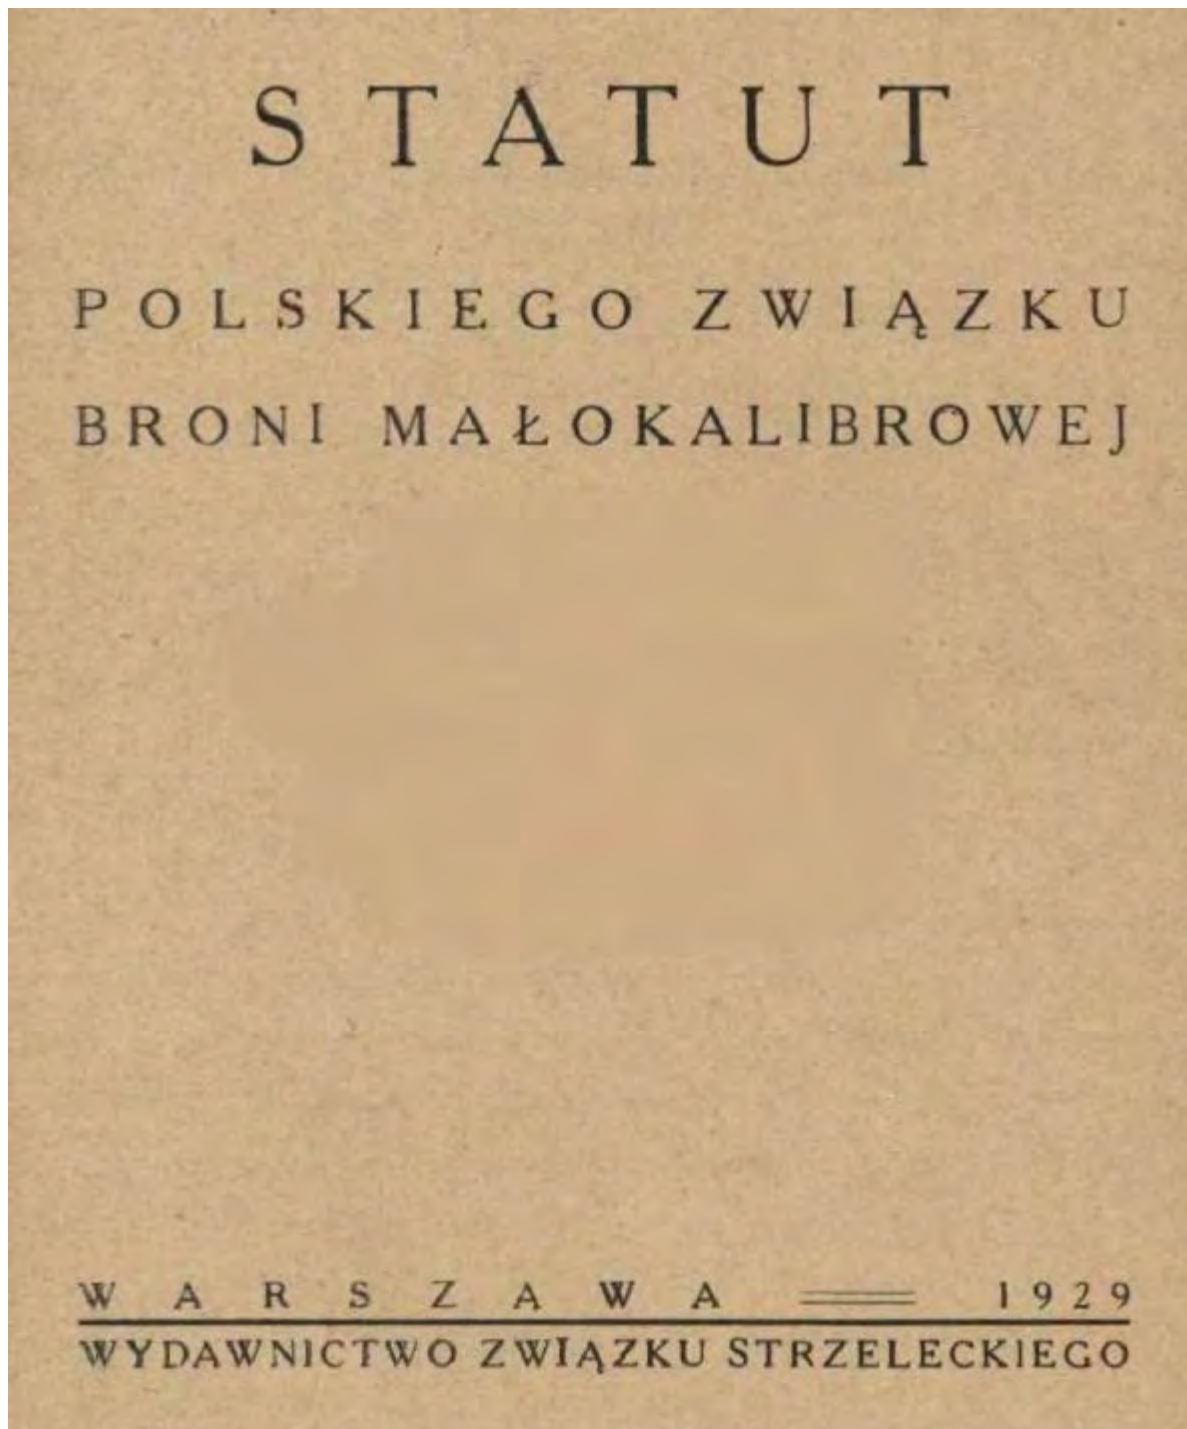 STATUT
POLSKIEGO ZWIĄZKU
BRONI MAŁOKALIBROWEJ
WARSZAWA = 1929
WYDAWNICTWO ZWIĄZKU STRZELECKIEGO